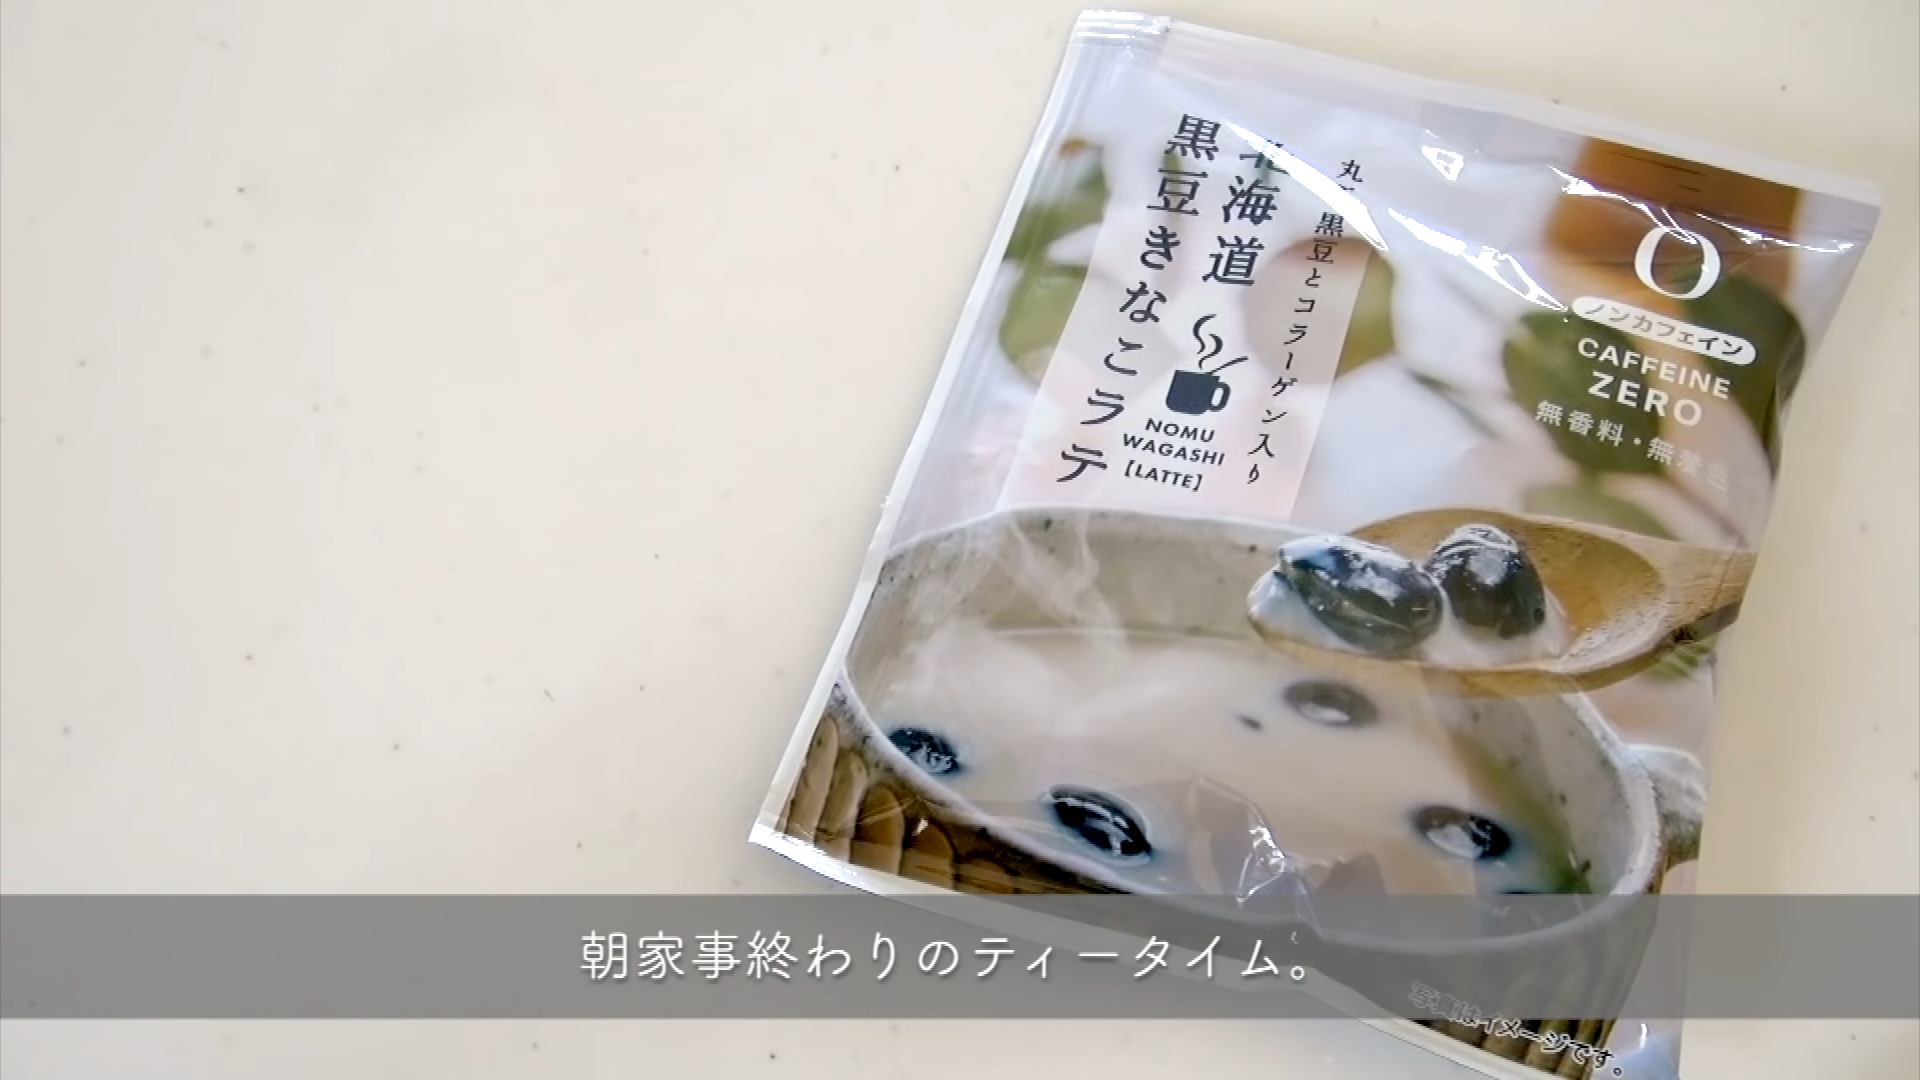 丸 黒豆とコラーゲン入り
北海道
黒豆きなこラテ
NOMU
WAGASHI
[LATTE]
0
ノンカフェイン
CAFFEINE
ZERO
無香料・無着色
朝家事終わりのティータイム。
写真はイメージです。